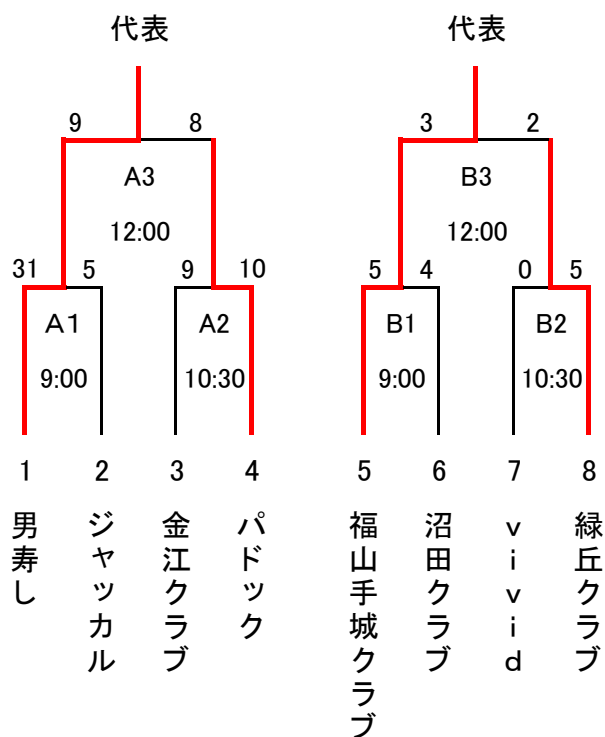 代表 代表
9 8 3 2
A3 B3
12:00 12:00
31 5 9 10 5 4 0 5
A1 A2 B1 B2
9:00 10:30 9:00 10:30
1 2 3 4 5 6 7 8
男寿し
ジャッカル
金江クラブ
パドック
福山手城クラブ
沼田クラブ
vivid
緑丘クラブ